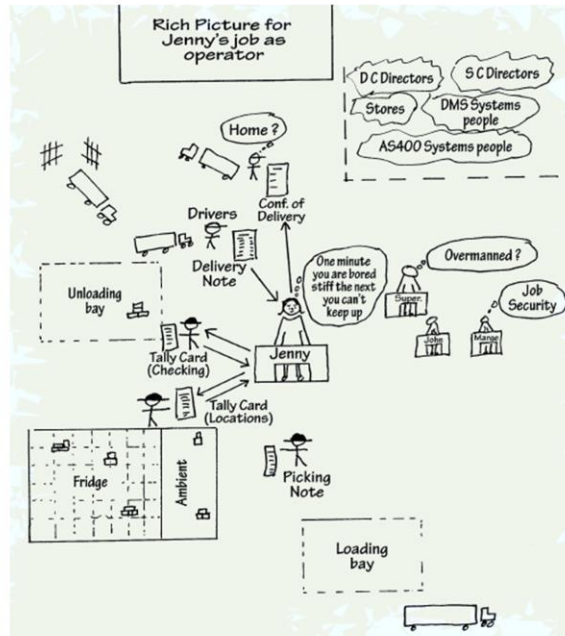 Rich Picture for
Jenny's job as
operator
DC Directors
SC Directors
Stores
DMS Systems
people
AS400 Systems people
Home?
Conf. of
Delivery
Drivers
Delivery
Note
One minute
you are bored
stiff the next
you can't
keep up
Overmanned?
Super.
Job
Security
John
Marge
Unloading
bay
Tally Card
(Checking)
Jenny
Tally Card
(Locations)
Fridge
Ambient
Picking
Note
Loading
bay